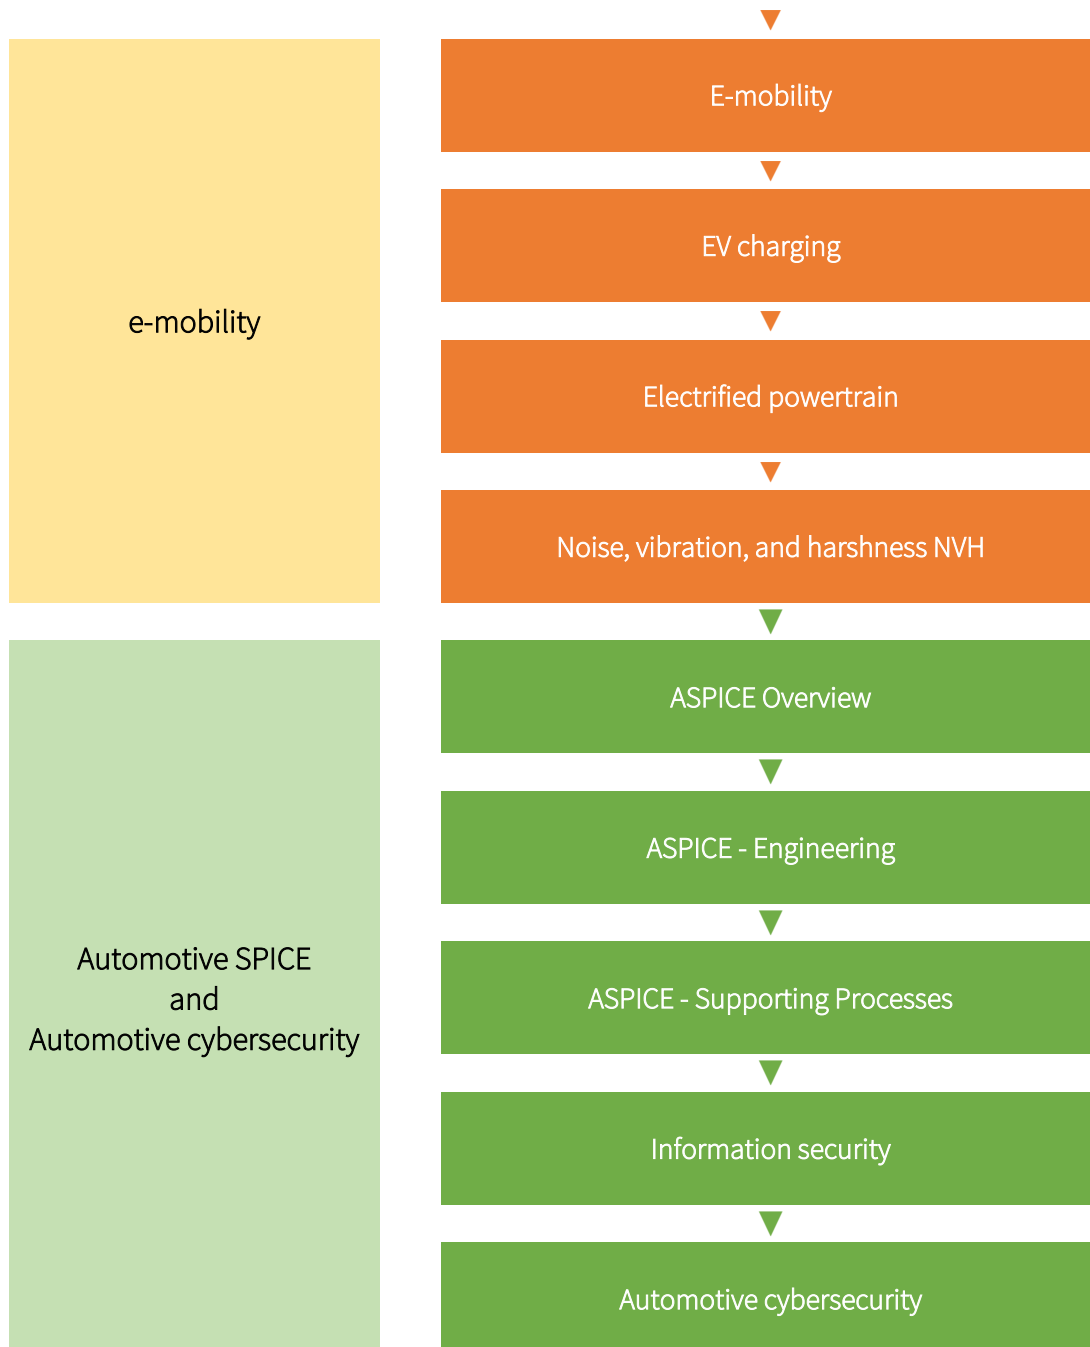 e-mobility
E-mobility
EV charging
Electrified powertrain
Noise, vibration, and harshness NVH
Automotive SPICE
and
Automotive cybersecurity
ASPICE Overview
ASPICE - Engineering
ASPICE - Supporting Processes
Information security
Automotive cybersecurity